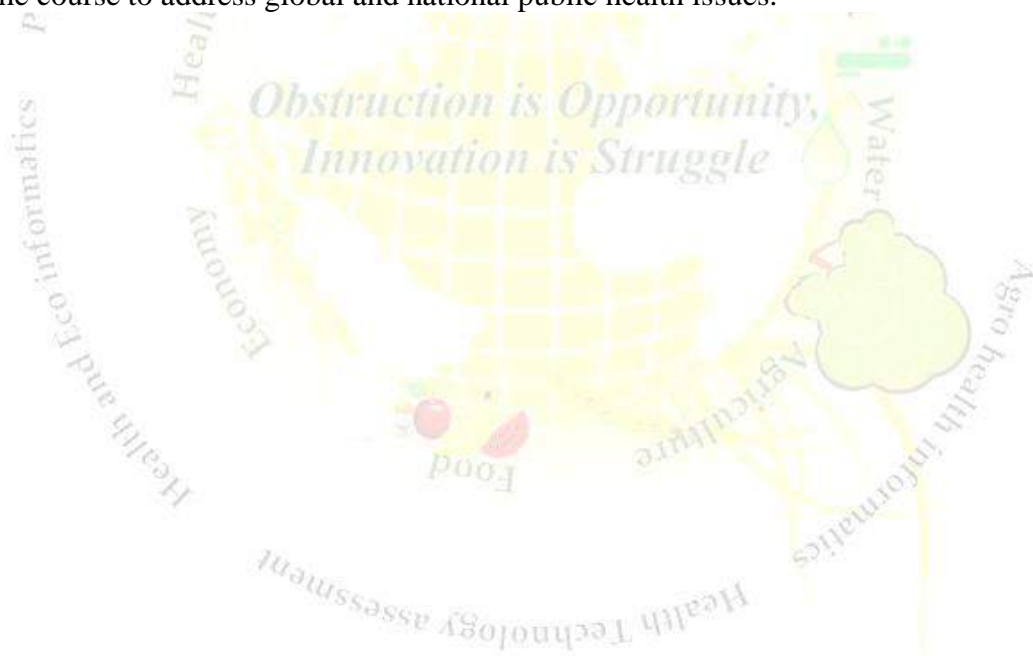 he course to address global and national public health issues.
Obstruction is Opportunity,
Innovation is Struggle
Water
Economy
Agriculture
Food
Health and Eco informatics
Agro health informatics
Health Technology assessment